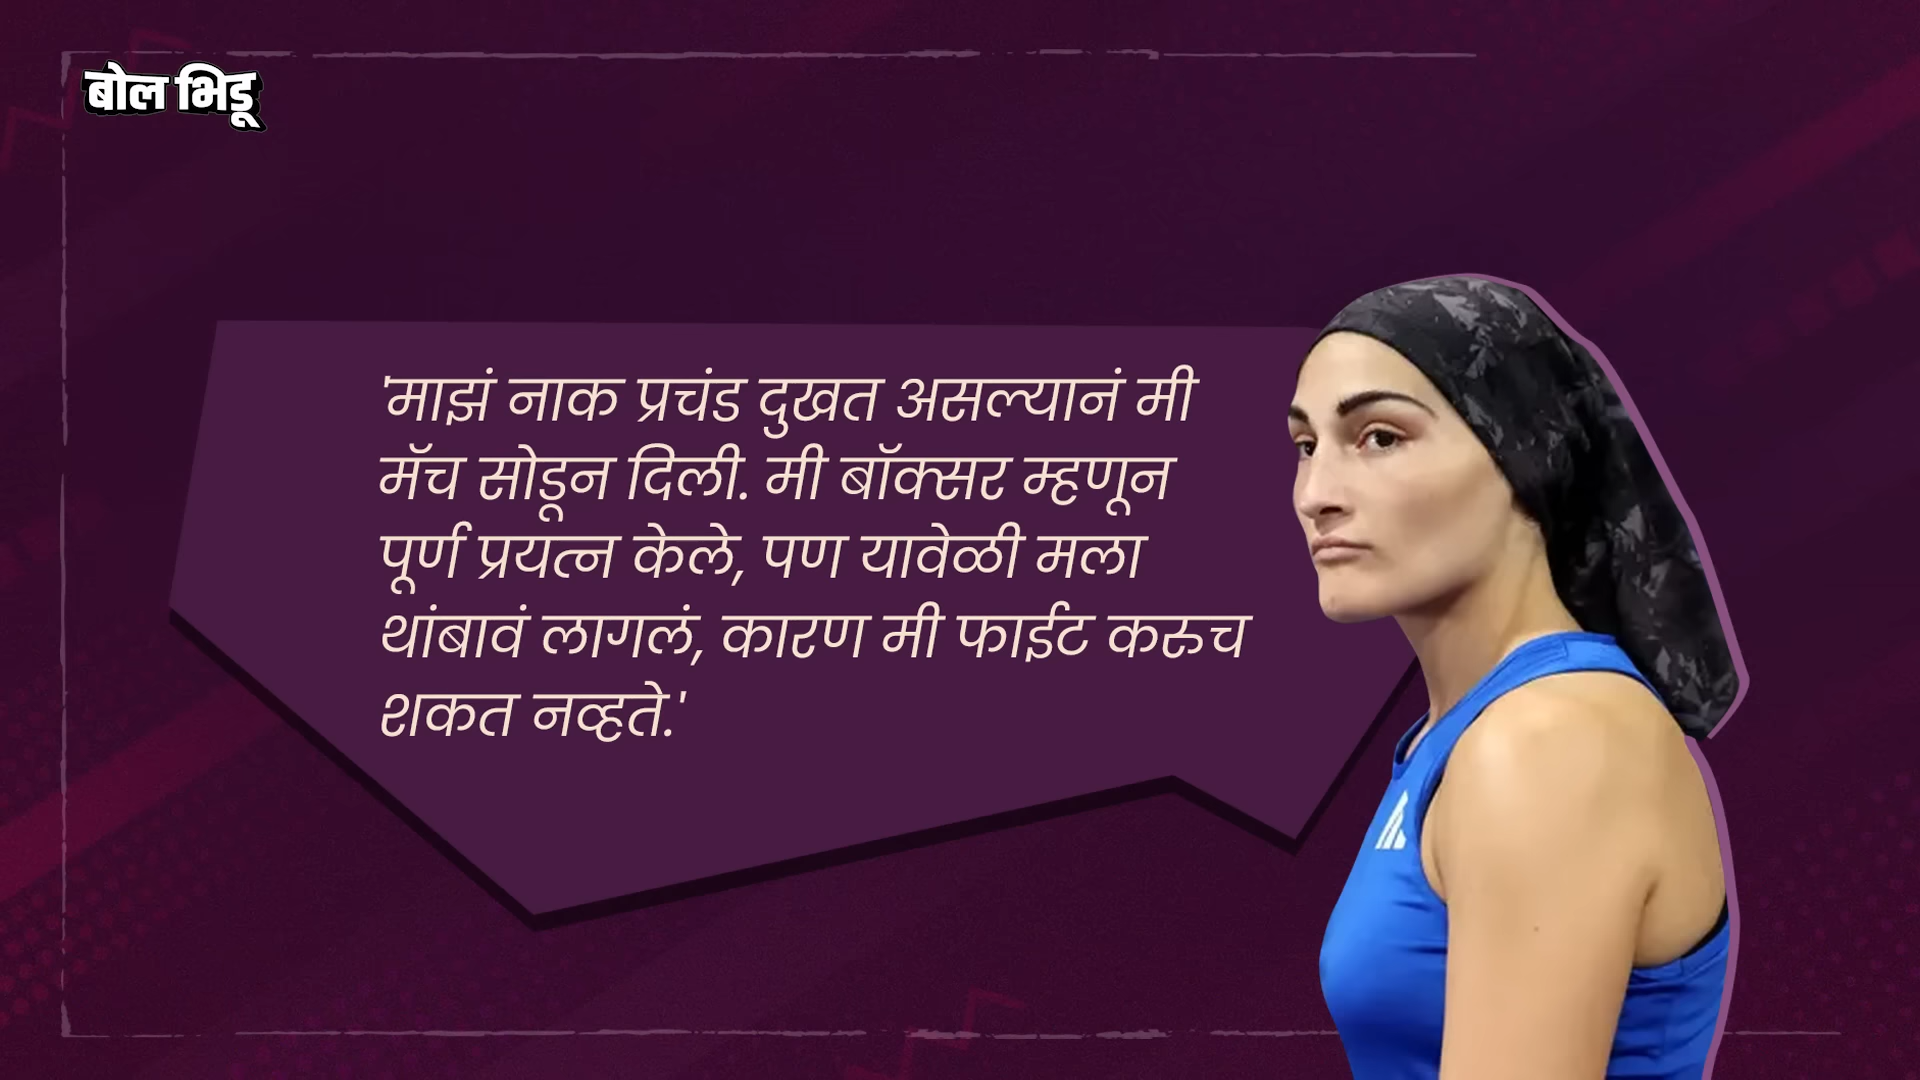 बोल भिडू
'माझं नाक प्रचंड दुखत असल्यानं मी
मॅच सोडून दिली. मी बॉक्सर म्हणून
पूर्ण प्रयत्न केले, पण यावेळी मला
थांबावं लागलं, कारण मी फाईट करुच
शकत नव्हते.'